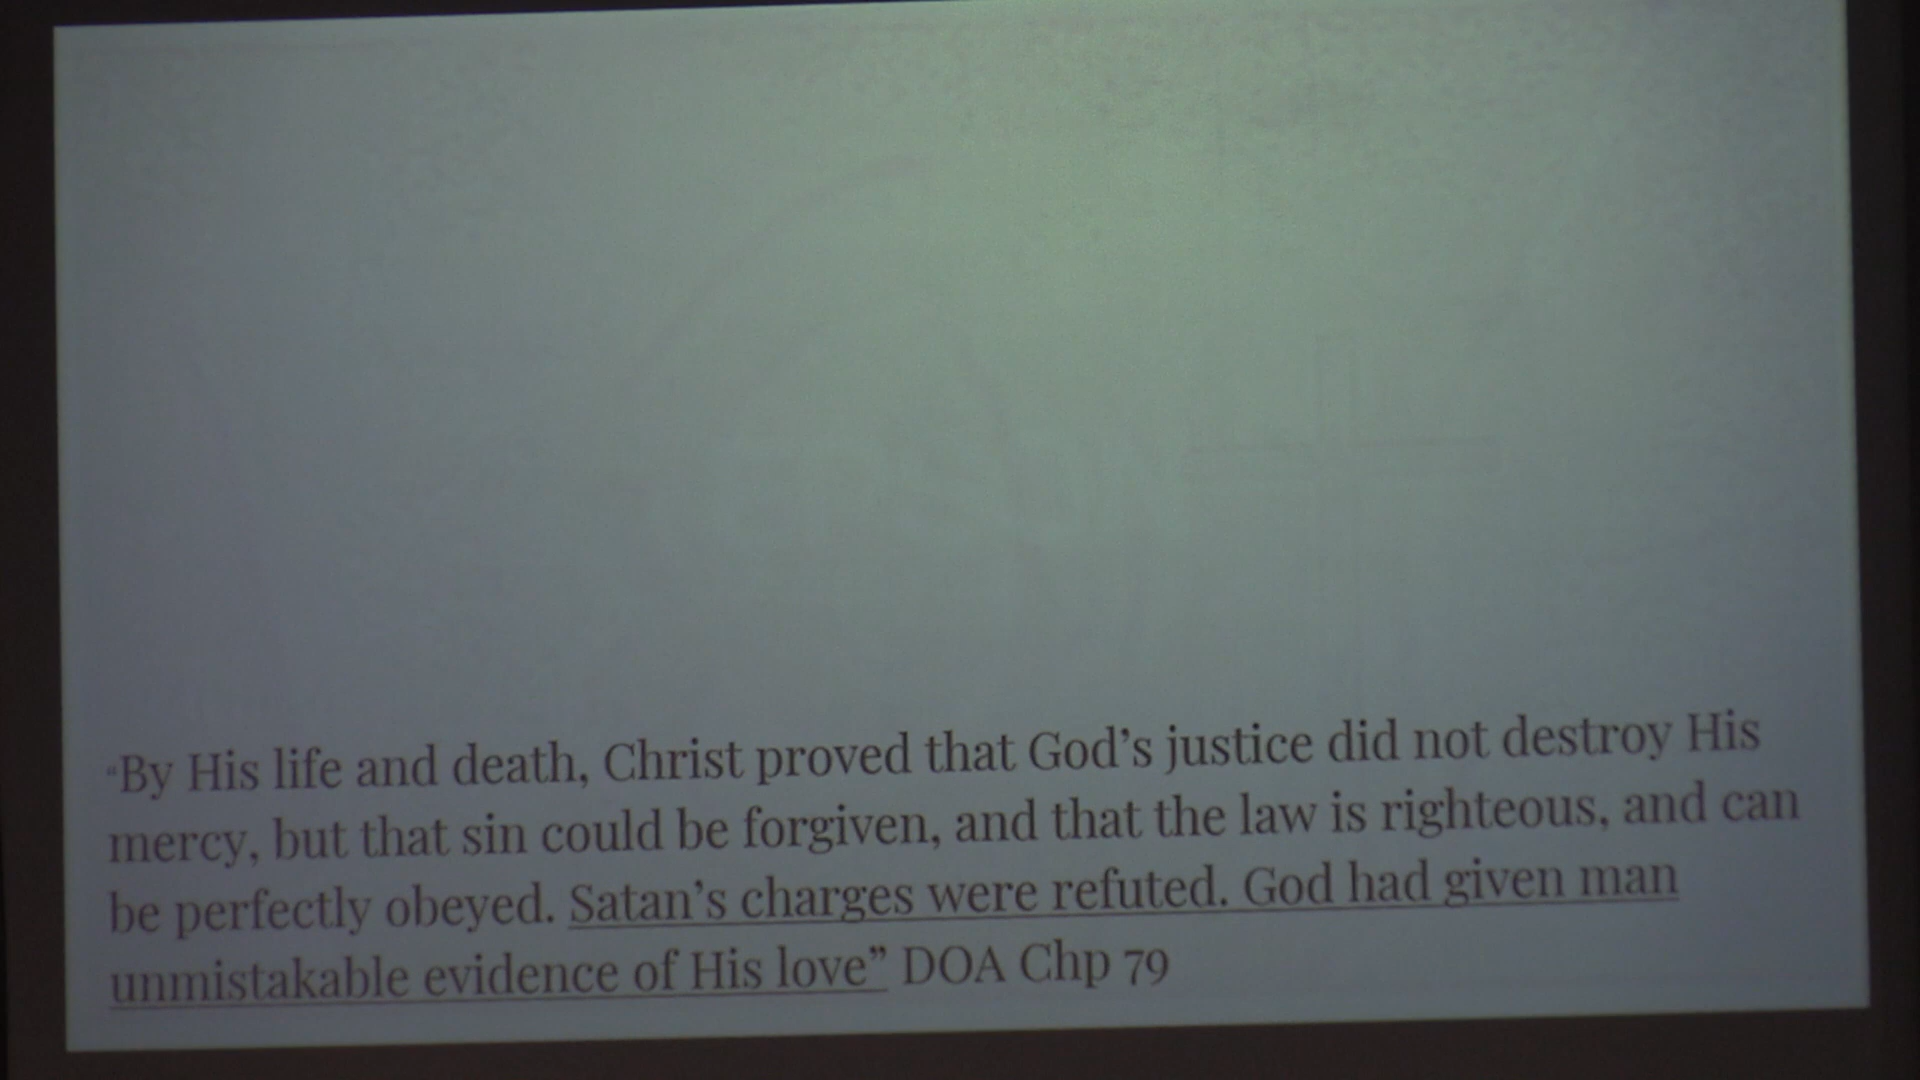 “By His life and death, Christ proved that God’s justice did not destroy His
mercy, but that sin could be forgiven, and that the law is righteous, and can
be perfectly obeyed. Satan’s charges were refuted. God had given man
unmistakable evidence of His love” DOA Chp 79